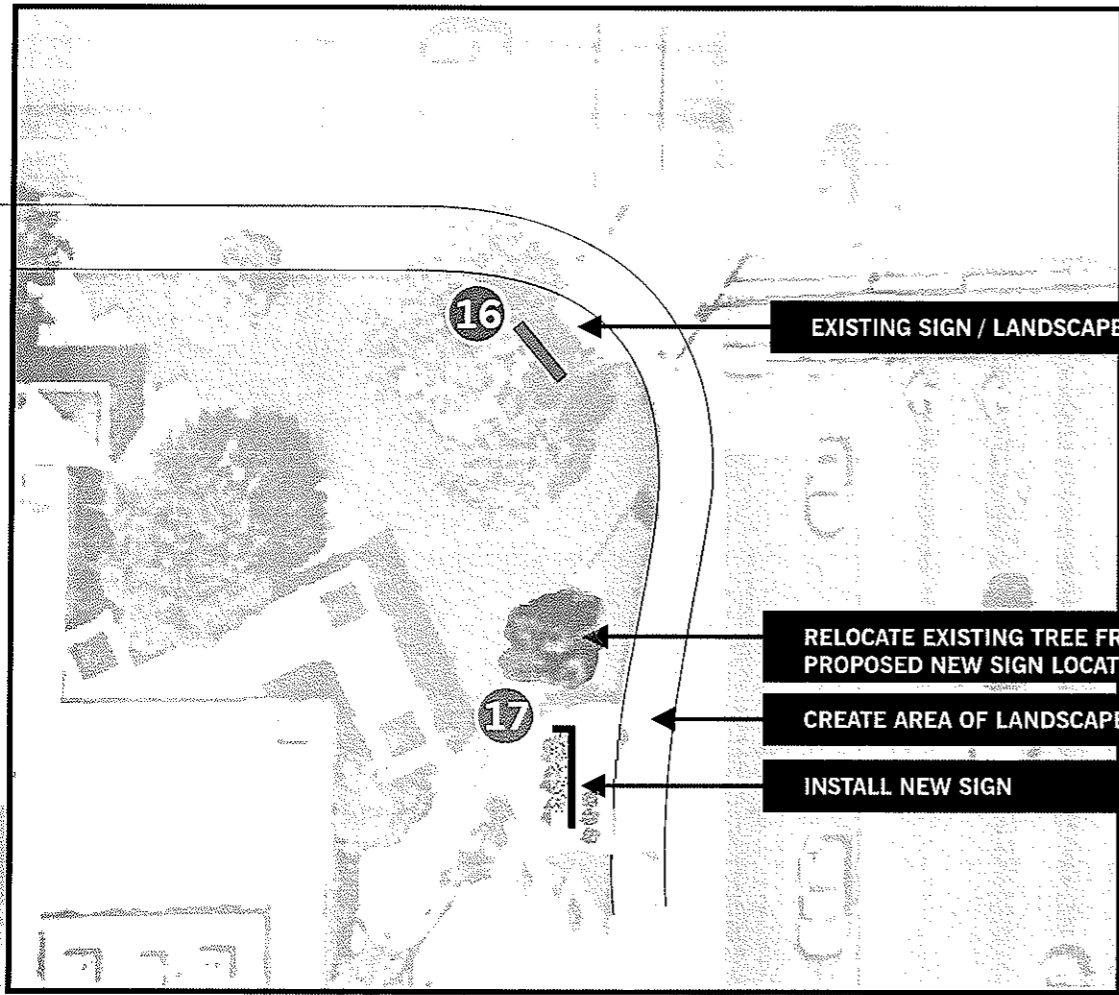 16
EXISTING SIGN / LANDSCAPE
RELOCATE EXISTING TREE FR
PROPOSED NEW SIGN LOCAT
17
CREATE AREA OF LANDSCAPE
INSTALL NEW SIGN